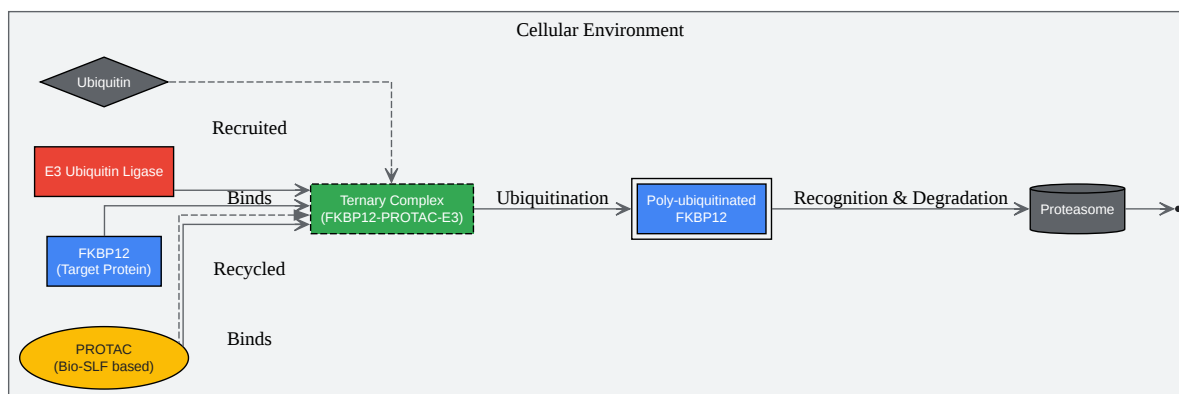 Cellular Environment
Ubiquitin
Recruited
E3 Ubiquitin Ligase
Binds
Ternary Complex
(FKBP12-PROTAC-E3)
Ubiquitination
Poly-ubiquitinated
FKBP12
Recognition & Degradation
Proteasome
FKBP12
(Target Protein)
Recycled
Binds
PROTAC
(Bio-SLF based)